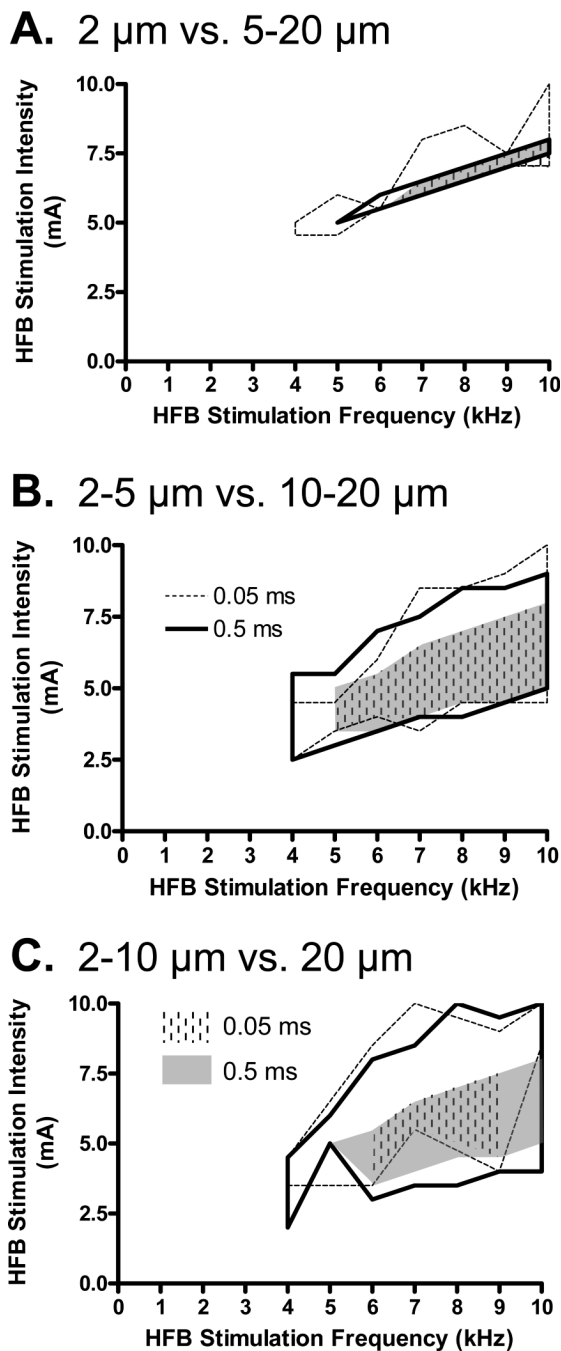 A. 2 µm vs. 5-20 µm
HFB Stimulation Intensity
(mA)
10.0
7.5
5.0
2.5
0.0
0 1 2 3 4 5 6 7 8 9 10
HFB Stimulation Frequency (kHz)
B. 2-5 µm vs. 10-20 µm
HFB Stimulation Intensity
(mA)
10.0
7.5
5.0
2.5
0.0
0.05 ms
0.5 ms
0 1 2 3 4 5 6 7 8 9 10
HFB Stimulation Frequency (kHz)
C. 2-10 µm vs. 20 µm
HFB Stimulation Intensity
(mA)
10.0
7.5
5.0
2.5
0.0
0.05 ms
0.5 ms
0 1 2 3 4 5 6 7 8 9 10
HFB Stimulation Frequency (kHz)